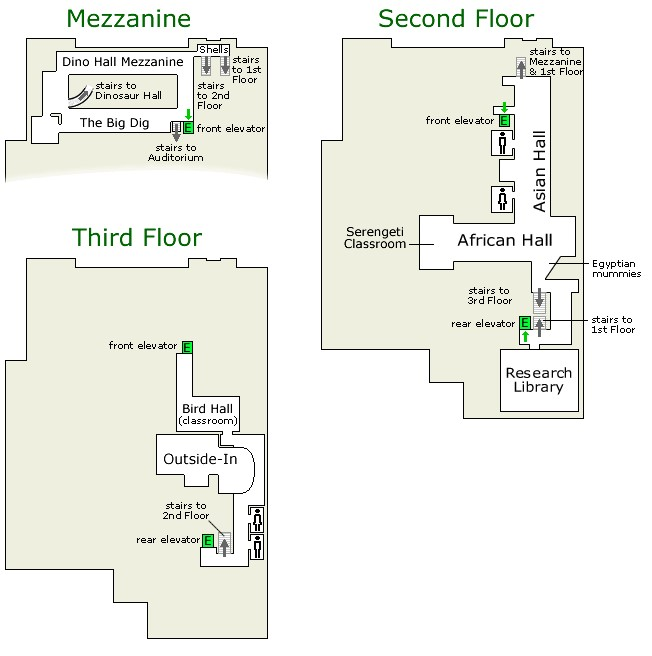 Mezzanine
Shells
Dino Hall Mezzanine
stairs
to 1st
Floor
stairs to
Dinosaur Hall
stairs
to 2nd
Floor
The Big Dig
E
front elevator
stairs to
Auditorium
Second Floor
stairs to
Mezzanine
& 1st Floor
front elevator
E
Asian Hall
Serengeti
Classroom
African Hall
Egyptian
mummies
stairs to
3rd Floor
rear elevator
E
stairs to
1st Floor
Research
Library
Third Floor
front elevator
E
Bird Hall
(classroom)
Outside-In
stairs to
2nd Floor
rear elevator
E